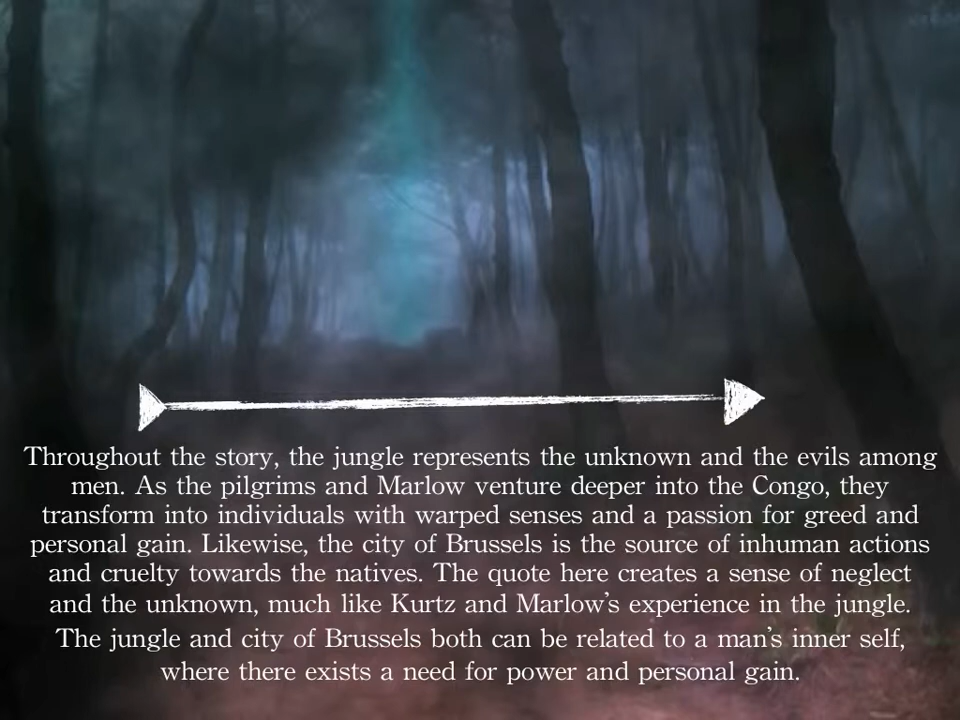 Throughout the story, the jungle represents the unknown and the evils among
men. As the pilgrims and Marlow venture deeper into the Congo, they
transform into individuals with warped senses and a passion for greed and
personal gain. Likewise, the city of Brussels is the source of inhuman actions
and cruelty towards the natives. The quote here creates a sense of neglect
and the unknown, much like Kurtz and Marlow’s experience in the jungle.
The jungle and city of Brussels both can be related to a man’s inner self,
where there exists a need for power and personal gain.